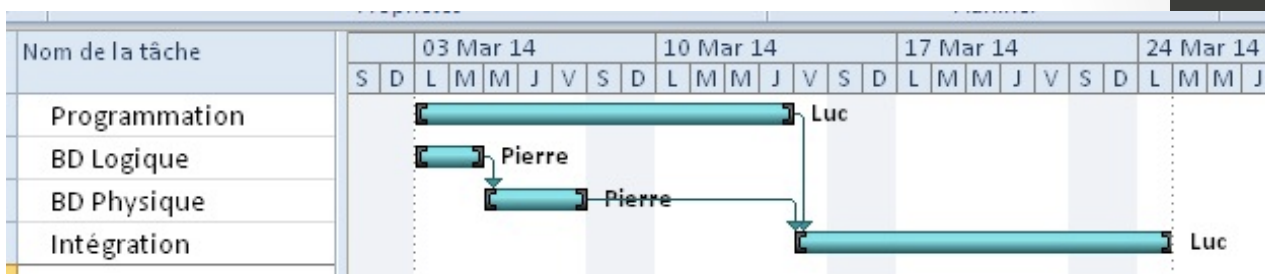 Nom de la tâche 03 Mar 14 10 Mar 14 17 Mar 14 24 Mar 14
S D L M M J V S D L M M J V S D L M M J V S D L M M J
Programmation Luc
BD Logique Pierre
BD Physique Pierre
Intégration Luc